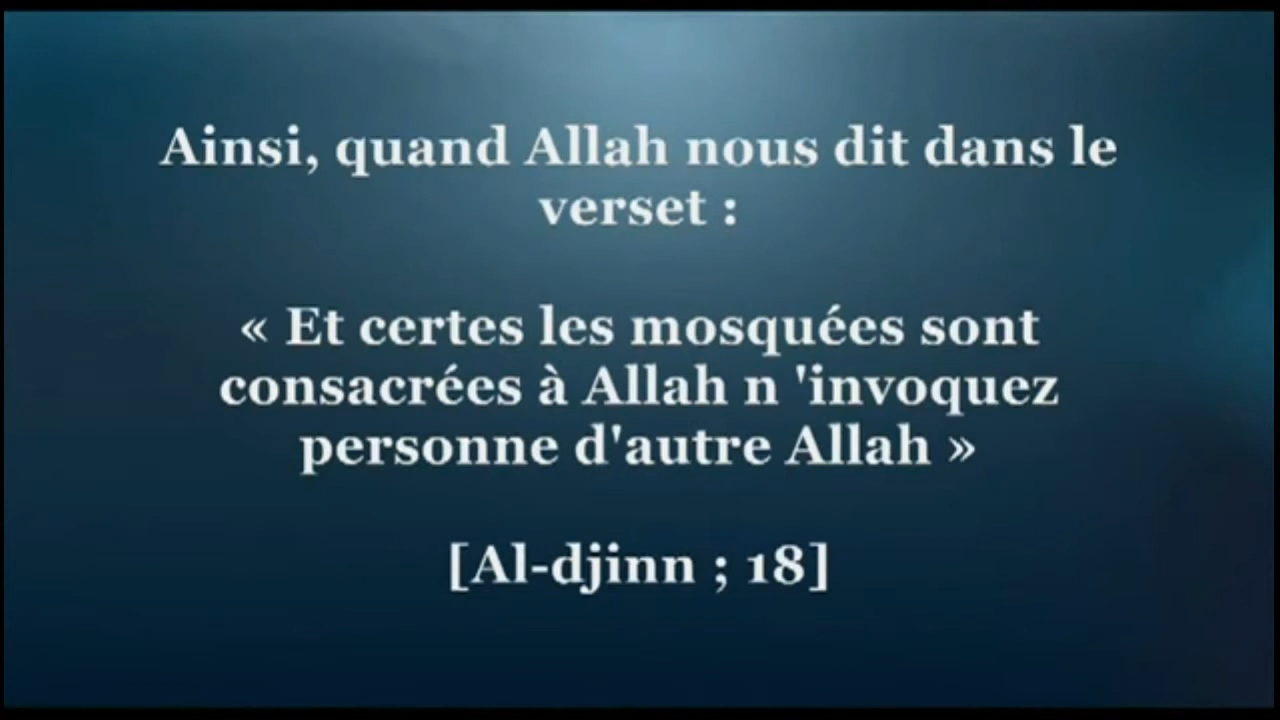 Ainsi, quand Allah nous dit dans le
verset :
« Et certes les mosquées sont
consacrées à Allah n 'invoquez
personne d'autre Allah »
[Al-djinn ; 18]